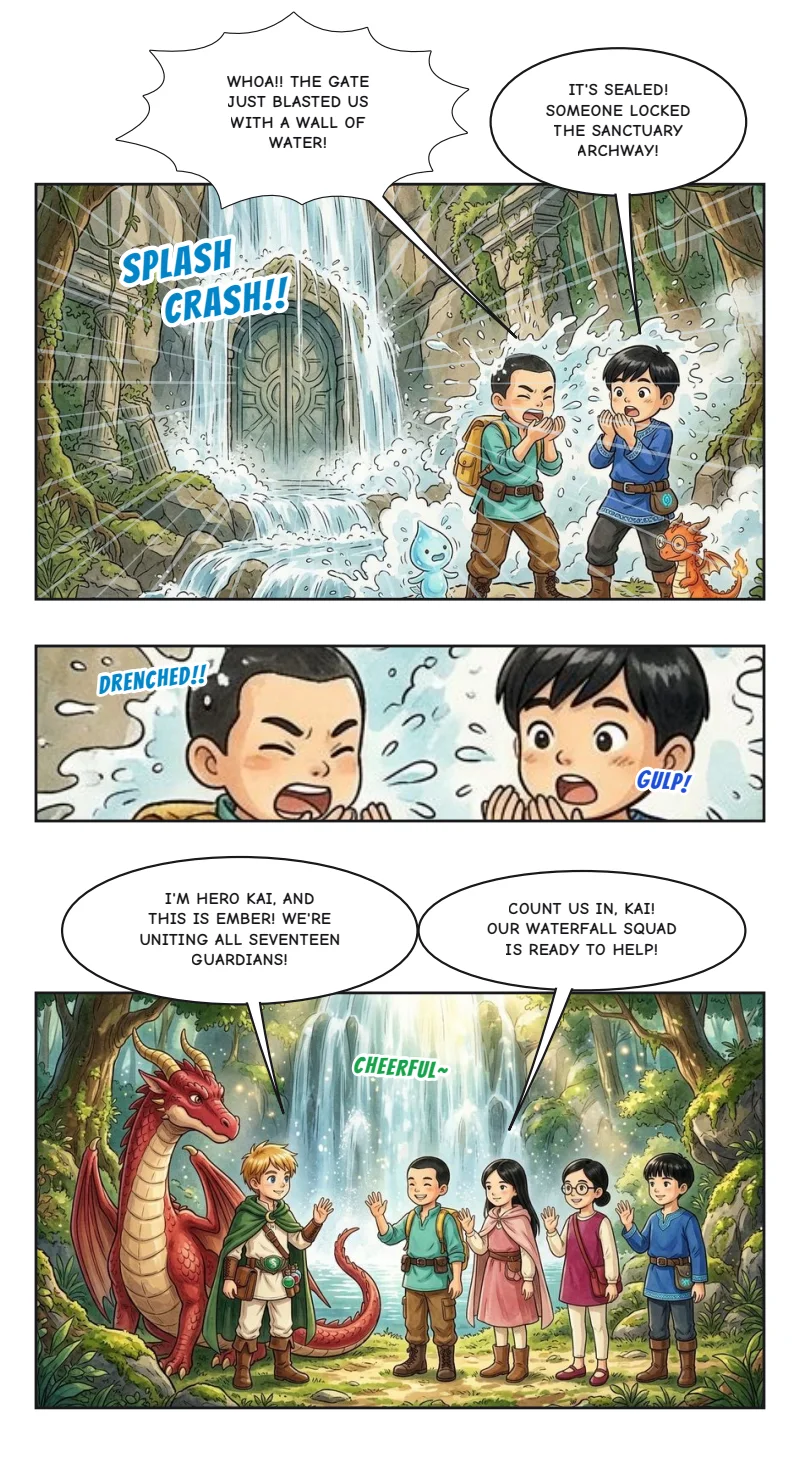 WHOA!! THE GATE
JUST BLASTED US
WITH A WALL OF
WATER!
IT'S SEALED!
SOMEONE LOCKED
THE SANCTUARY
ARCHWAY!
SPLASH
CRASH!!
DRENCHED!!
GULP!
I'M HERO KAI, AND
THIS IS EMBER! WE'RE
UNITING ALL SEVENTEEN
GUARDIANS!
COUNT US IN, KAI!
OUR WATERFALL SQUAD
IS READY TO HELP!
CHEERFUL~